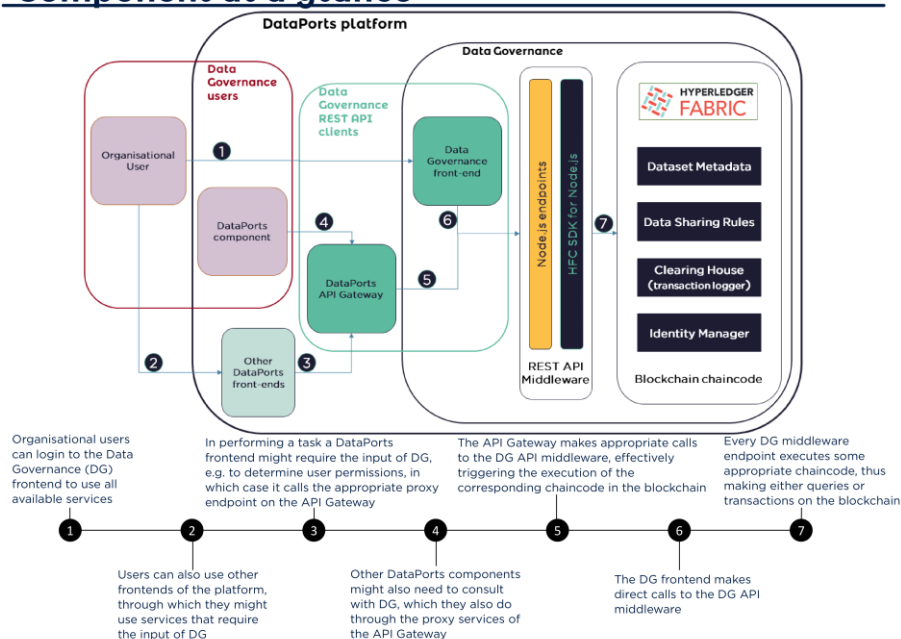 Component at a glance
DataPorts platform
Data Governance
Data
Governance
users
Data
Governance
REST API
clients
HYPERLEDGER
FABRIC
Organisational
User
1
Data
Governance
front-end
Node.js endpoints
HFC SDK for Node.js
Dataset Metadata
DataPorts
component
4
6
7
Data Sharing Rules
DataPorts
API Gateway
5
Clearing House
(transaction logger)
Identity Manager
2
Other
DataPorts
front-ends
3
REST API
Middleware
Blockchain chaincode
Organisational users
can login to the Data
Governance (DG)
frontend to use all
available services
In performing a task a DataPorts
frontend might require the input of DG,
e.g. to determine user permissions, in
which case it calls the appropriate proxy
endpoint on the API Gateway
The API Gateway makes appropriate calls
to the DG API middleware, effectively
triggering the execution of the
corresponding chaincode in the blockchain
Every DG middleware
endpoint executes some
appropriate chaincode, thus
making either queries or
transactions on the blockchain
1
2
3
4
5
6
7
Users can also use other
frontends of the platform,
through which they might
use services that require
the input of DG
Other DataPorts components
might also need to consult
with DG, which they also do
through the proxy services of
the API Gateway
The DG frontend makes
direct calls to the DG API
middleware